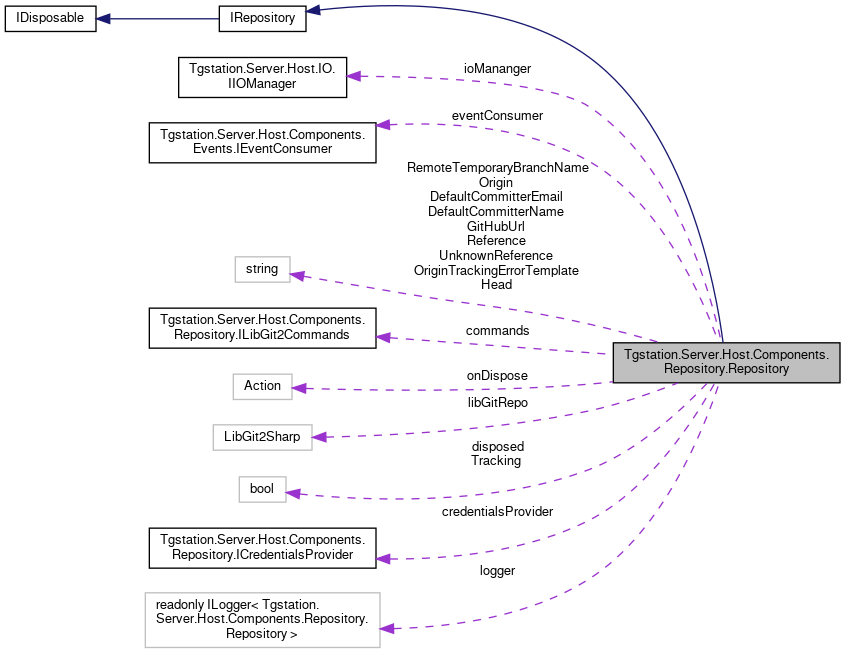 IDisposable
IRepository
Tgstation.Server.Host.IO.
IIOManager
ioMananger
Tgstation.Server.Host.Components.
Events.IEventConsumer
eventConsumer
RemoteTemporaryBranchName
Origin
DefaultCommitterEmail
DefaultCommitterName
GitHubUrl
Reference
UnknownReference
OriginTrackingErrorTemplate
Head
string
Tgstation.Server.Host.Components.
Repository.ILibGit2Commands
commands
Tgstation.Server.Host.Components.
Repository.Repository
Action
onDispose
libGitRepo
LibGit2Sharp
disposed
Tracking
bool
credentialsProvider
Tgstation.Server.Host.Components.
Repository.ICredentialsProvider
logger
readonly ILogger< Tgstation.
Server.Host.Components.Repository.
Repository >